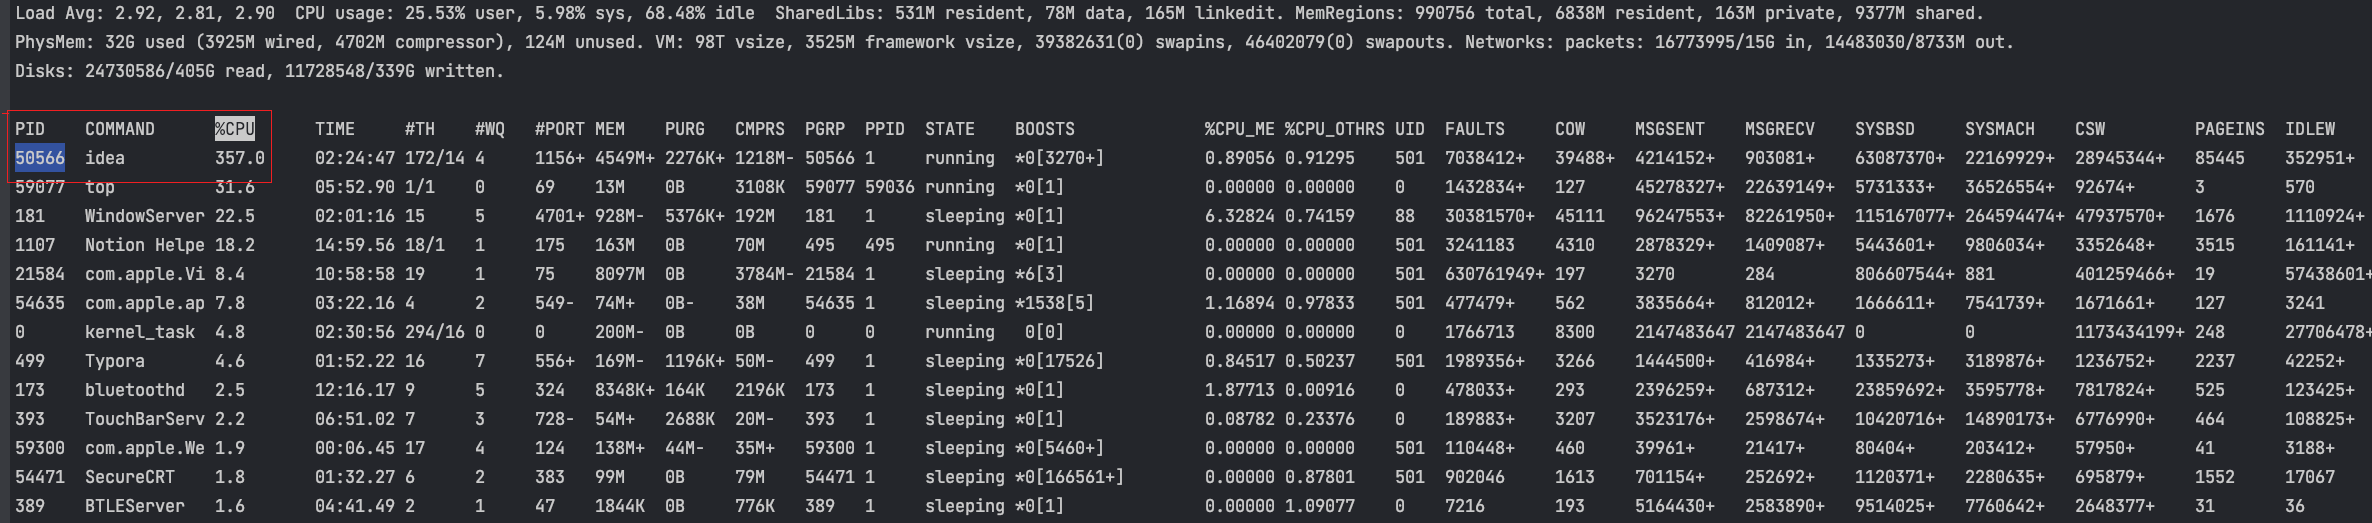 Load Avg: 2.92, 2.81, 2.90  CPU usage: 25.53% user, 5.98% sys, 68.48% idle  SharedLibs: 531M resident, 78M data, 165M linkedit. MemRegions: 990756 total, 6838M resident, 163M private, 9377M shared.
PhysMem: 32G used (3925M wired, 4702M compressor), 124M unused. VM: 98T vsize, 3525M framework vsize, 39382631(0) swapins, 46402079(0) swapouts. Networks: packets: 16773995/15G in, 14483030/8733M out.
Disks: 24730586/405G read, 11728548/339G written.
PID    COMMAND      %CPU      TIME     #TH    #WQ   #PORT MEM    PURG   CMPRS  PGRP  PPID  STATE    BOOSTS             %CPU_ME %CPU_OTHRS UID  FAULTS     COW     MSGSENT    MSGRECV    SYSBSD     SYSMACH    CSW         PAGEINS  IDLEW
50566  idea         357.0     02:24:47 172/14 4     1156+ 4549M+ 2276K+ 1218M- 50566 1     running  *0[3270+]          0.89056 0.91295    501  7038412+   39488+  4214152+   903081+    63087370+  22169929+  28945344+   85445    352951+
59077  top          31.6      05:52.90 1/1    0     69    13M    0B     3108K  59077 59036 running  *0[1]              0.00000 0.00000    0    1432834+   127     45278327+  22639149+  5731333+   36526554+  92674+      3        570
181    WindowServer 22.5      02:01:16 15     5     4701+ 928M-  5376K+ 192M   181   1     sleeping *0[1]              6.32824 0.74159    88   30381570+  45111   96247553+  82261950+  115167077+ 264594474+ 47937570+   1676     1110924+
1107   Notion Helpe 18.2      14:59.56 18/1   1     175   163M   0B     70M    495   495   running  *0[1]              0.00000 0.00000    501  3241183    4310    2878329+   1409087+   5443601+   9806034+   3352648+    3515     161141+
21584  com.apple.Vi 8.4       10:58:58 19     1     75    8097M  0B     3784M- 21584 1     sleeping *6[3]              0.00000 0.00000    501  630761949+ 197     3270       284        806607544+ 881        401259466+  19       57438601+
54635  com.apple.ap 7.8       03:22.16 4      2     549-  74M+   0B-    38M    54635 1     sleeping *1538[5]           1.16894 0.97833    501  477479+    562     3835664+   812012+    1666611+   7541739+   1671661+    127      3241
0      kernel_task  4.8       02:30:56 294/16 0     0     200M-  0B     0B     0     0     running   0[0]              0.00000 0.00000    0    1766713    8300    2147483647 2147483647 0          0          1173434199+ 248      27706478+
499    Typora       4.6       01:52.22 16     7     556+  169M-  1196K+ 50M-   499   1     sleeping *0[17526]          0.84517 0.50237    501  1989356+   3266    1444500+   416984+    1335273+   3189876+   1236752+    2237     42252+
173    bluetoothd   2.5       12:16.17 9      5     324   8348K+ 164K   2196K  173   1     sleeping *0[1]              1.87713 0.00916    0    478033+    293     2396259+   687312+    23859692+  3595778+   7817824+    525      123425+
393    TouchBarServ 2.2       06:51.02 7      3     728-  54M+   2688K  20M-   393   1     sleeping *0[1]              0.08782 0.23376    0    189883+    3207    3523176+   2598674+   10420716+  14890173+  6776990+    464      108825+
59300  com.apple.We 1.9       00:06.45 17     4     124   138M+  44M-   35M+   59300 1     sleeping *0[5460+]          0.00000 0.00000    501  110448+    460     39961+     21417+     80404+     203412+    57950+      41       3188+
54471  SecureCRT    1.8       01:32.27 6      2     383   99M    0B     79M    54471 1     sleeping *0[166561+]        0.00000 0.87801    501  902046     1613    701154+    252692+    1120371+   2280635+   695879+     1552     17067
389    BTLEServer   1.6       04:41.49 2      1     47    1844K  0B     776K   389   1     sleeping *0[1]              0.00000 1.09077    0    7216       193     5164430+   2583890+   9514025+   7760642+   2648377+    31       36